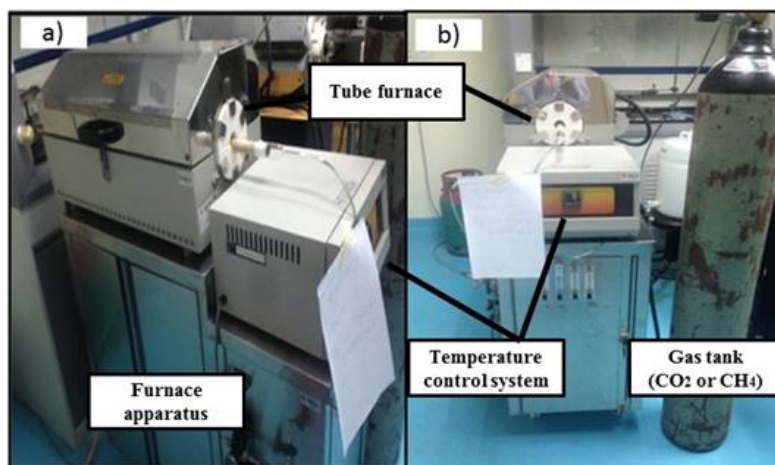 a)
b)
Tube furnace
Temperature
control system
Gas tank
(CO2 or CH4)
Furnace
apparatus